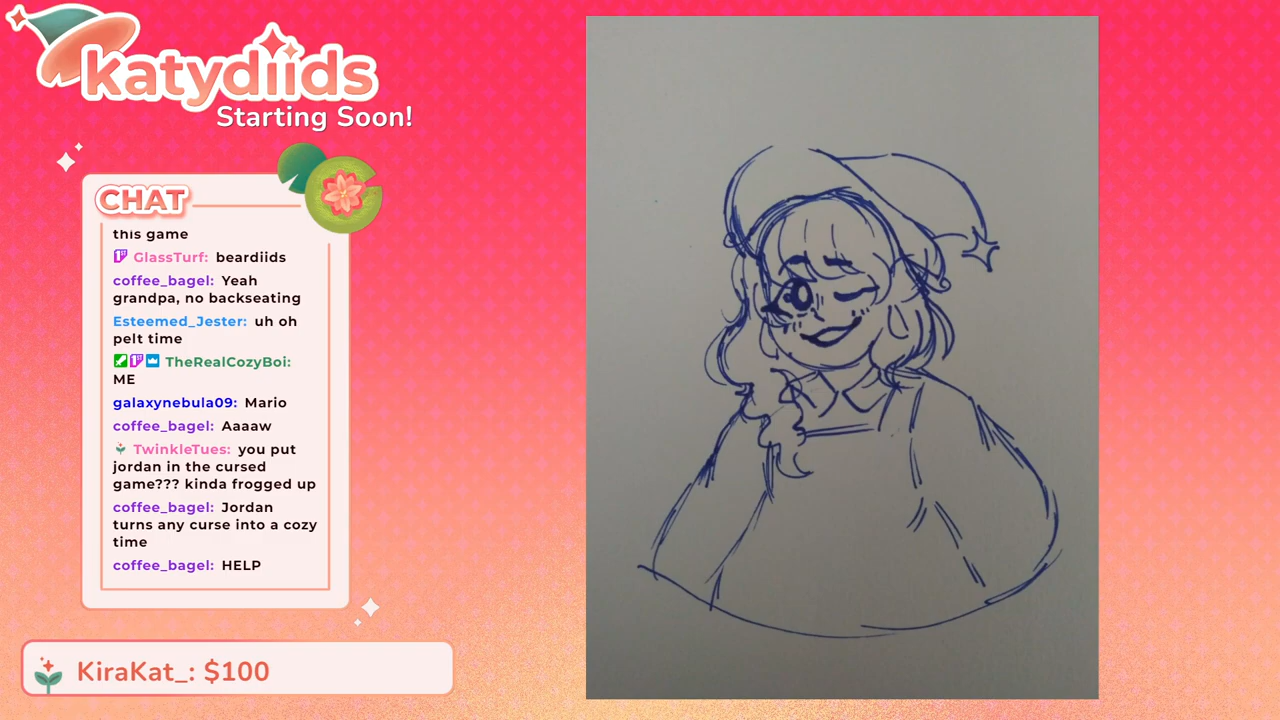 Katydiids
Starting Soon!
CHAT
this game
GlassTurf: beardiids
coffee_bagel: Yeah
grandpa, no backseating
Esteemed_Jester: uh oh
pelt time
TheRealCozyBoi:
ME
galaxynebula09: Mario
coffee_bagel: Aaaaw
TwinkleTues: you put
jordan in the cursed
game??? kinda frogged up
coffee_bagel: Jordan
turns any curse into a cozy
time
coffee_bagel: HELP
KiraKat_: $100